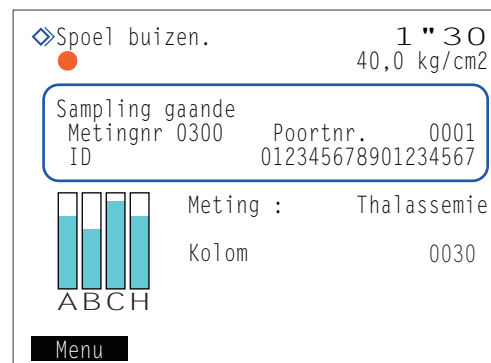 Spoel buizen. 1"30
40,0 kg/cm2
Sampling gaande
Metingnr 0300 Poortnr. 0001
ID 012345678901234567
Meting : Thalassemie
Kolom 0030
ABCH
Menu